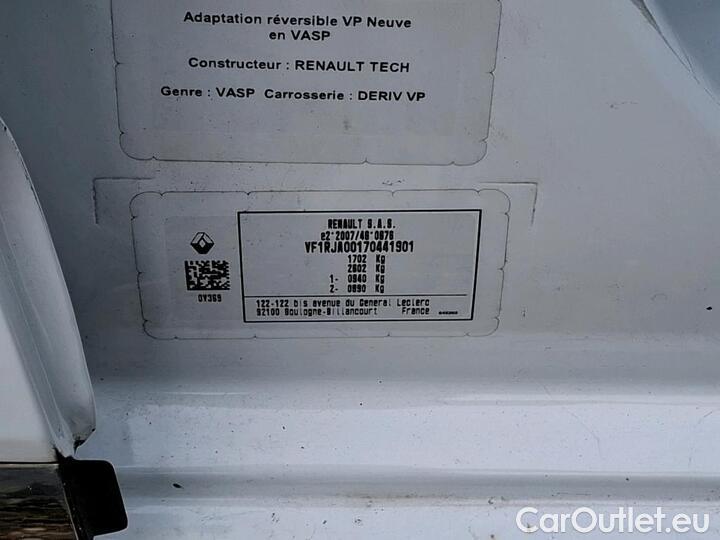 Adaptation réversible VP Neuve
en VASP
Constructeur : RENAULT TECH
Genre : VASP Carrosserie : DERIV VP
RENAULT S.A.S.
e2*2007/46*0676
VF1RJA00170441901
1702 Kg
2602 Kg
1- 0940 Kg
2- 0890 Kg
0V369
122-122 bis avenue du General Leclerc
92100 Boulogne-Billancourt France
CarOutlet.eu